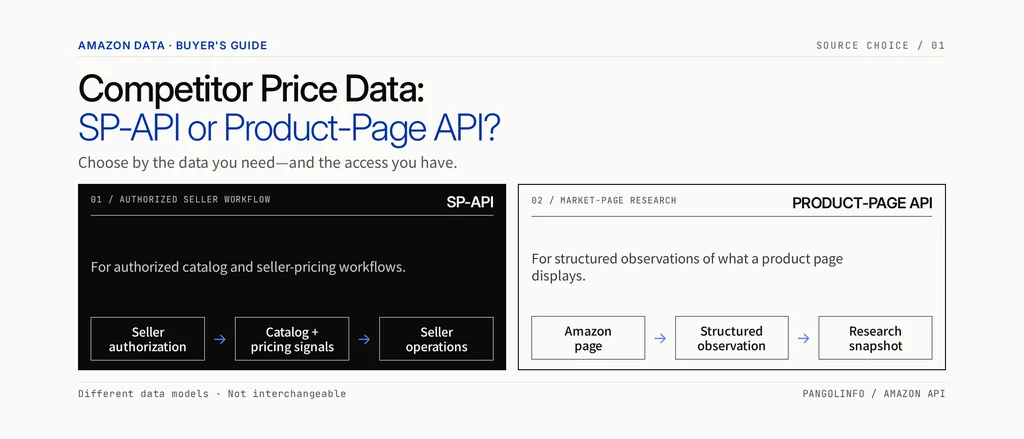 AMAZON DATA · BUYER'S GUIDE
SOURCE CHOICE / 01
Competitor Price Data:
SP-API or Product-Page API?
Choose by the data you need—and the access you have.
01 / AUTHORIZED SELLER WORKFLOW
SP-API
For authorized catalog and seller-pricing workflows.
Seller
authorization
→
Catalog +
pricing signals
→
Seller
operations
02 / MARKET-PAGE RESEARCH
PRODUCT-PAGE API
For structured observations of what a product page
displays.
Amazon
page
→
Structured
observation
→
Research
snapshot
Different data models · Not interchangeable
PANGOLINFO / AMAZON API